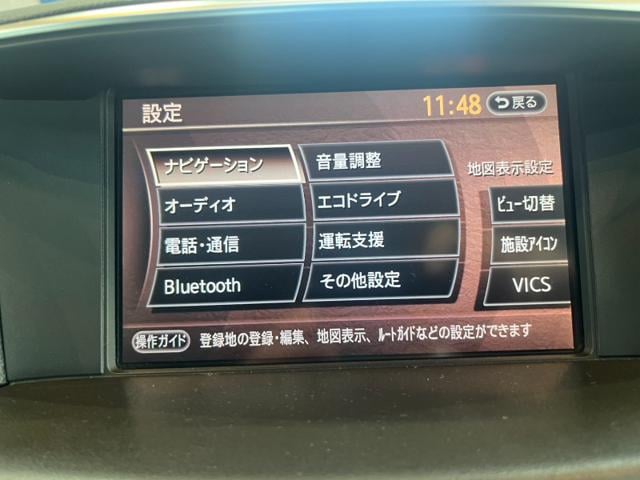 設定
11:48
戻る
ナビゲーション
音量調整
地図表示設定
オーディオ
エコドライブ
ビュー切替
電話・通信
運転支援
施設アイコン
Bluetooth
その他設定
VICS
操作ガイド 登録地の登録・編集、地図表示、ルートガイドなどの設定ができます